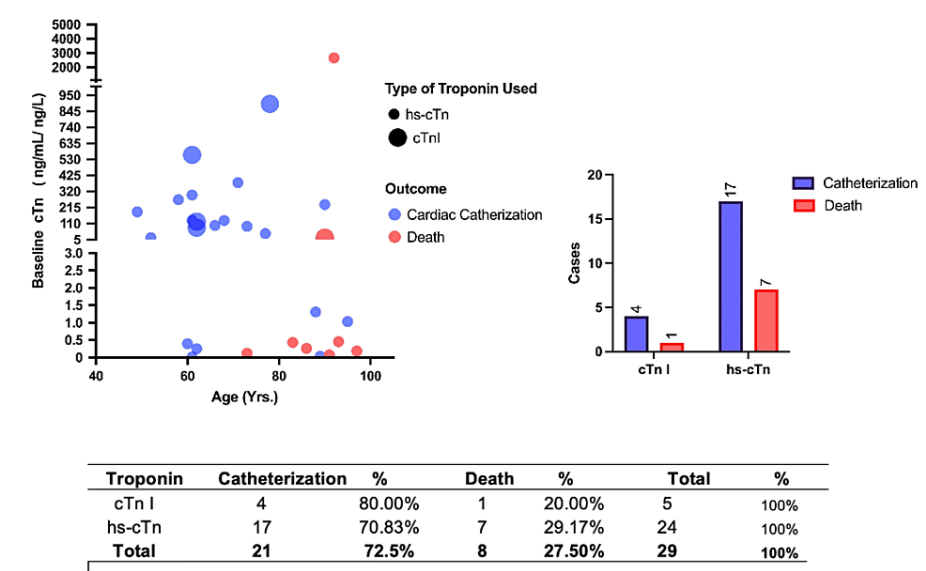 5000
4000
3000
2000
950
845
740
635
530
425
320
215
110
5
3.0
2.5
2.0
1.5
1.0
0.5
0
Baseline cTn ( ng/mL/ ng/L)
40 60 80 100
Age (Yrs.)
Type of Troponin Used
hs-cTn
cTnI
Outcome
Cardiac Catherization
Death
20
15
10
5
0
Cases
4
1
17
7
cTn I hs-cTn
Catheterization
Death
Troponin Catheterization % Death % Total %
cTn I 4 80.00% 1 20.00% 5 100%
hs-cTn 17 70.83% 7 29.17% 24 100%
Total 21 72.5% 8 27.50% 29 100%